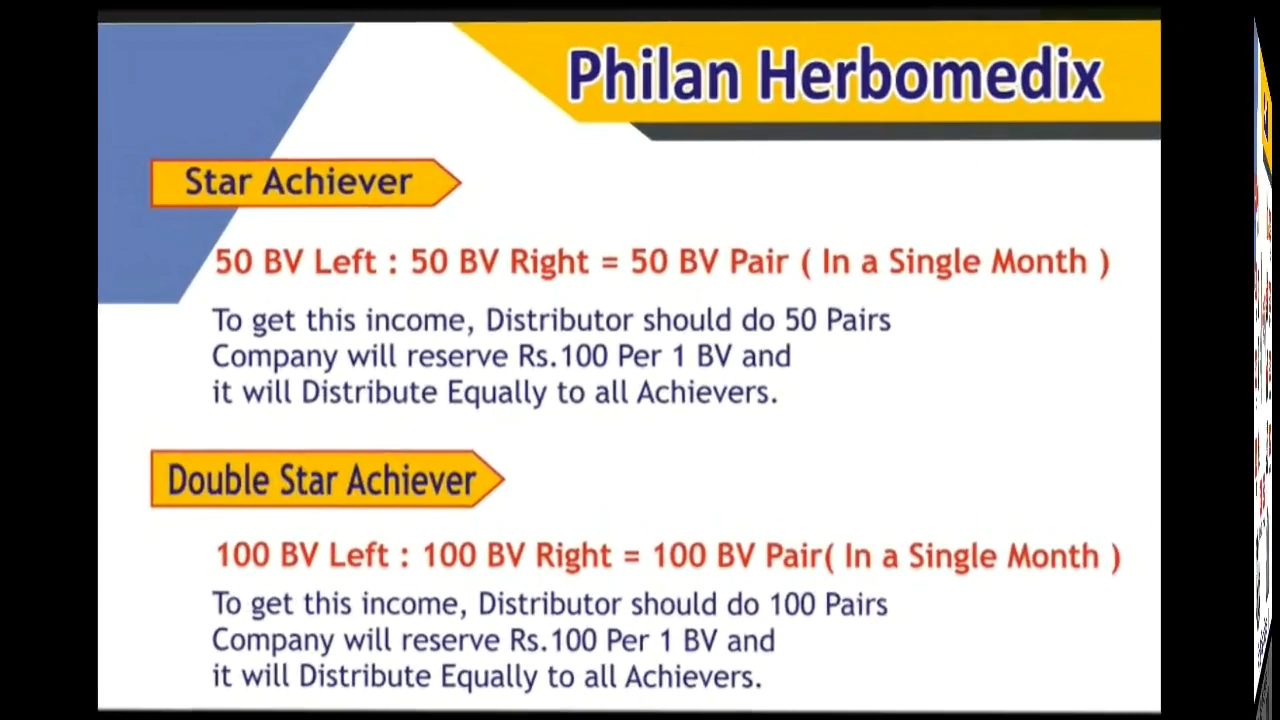 Philan Herbomedix
Star Achiever
50 BV Left : 50 BV Right = 50 BV Pair ( In a Single Month )
To get this income, Distributor should do 50 Pairs
Company will reserve Rs.100 Per 1 BV and
it will Distribute Equally to all Achievers.
Double Star Achiever
100 BV Left : 100 BV Right = 100 BV Pair( In a Single Month )
To get this income, Distributor should do 100 Pairs
Company will reserve Rs.100 Per 1 BV and
it will Distribute Equally to all Achievers.